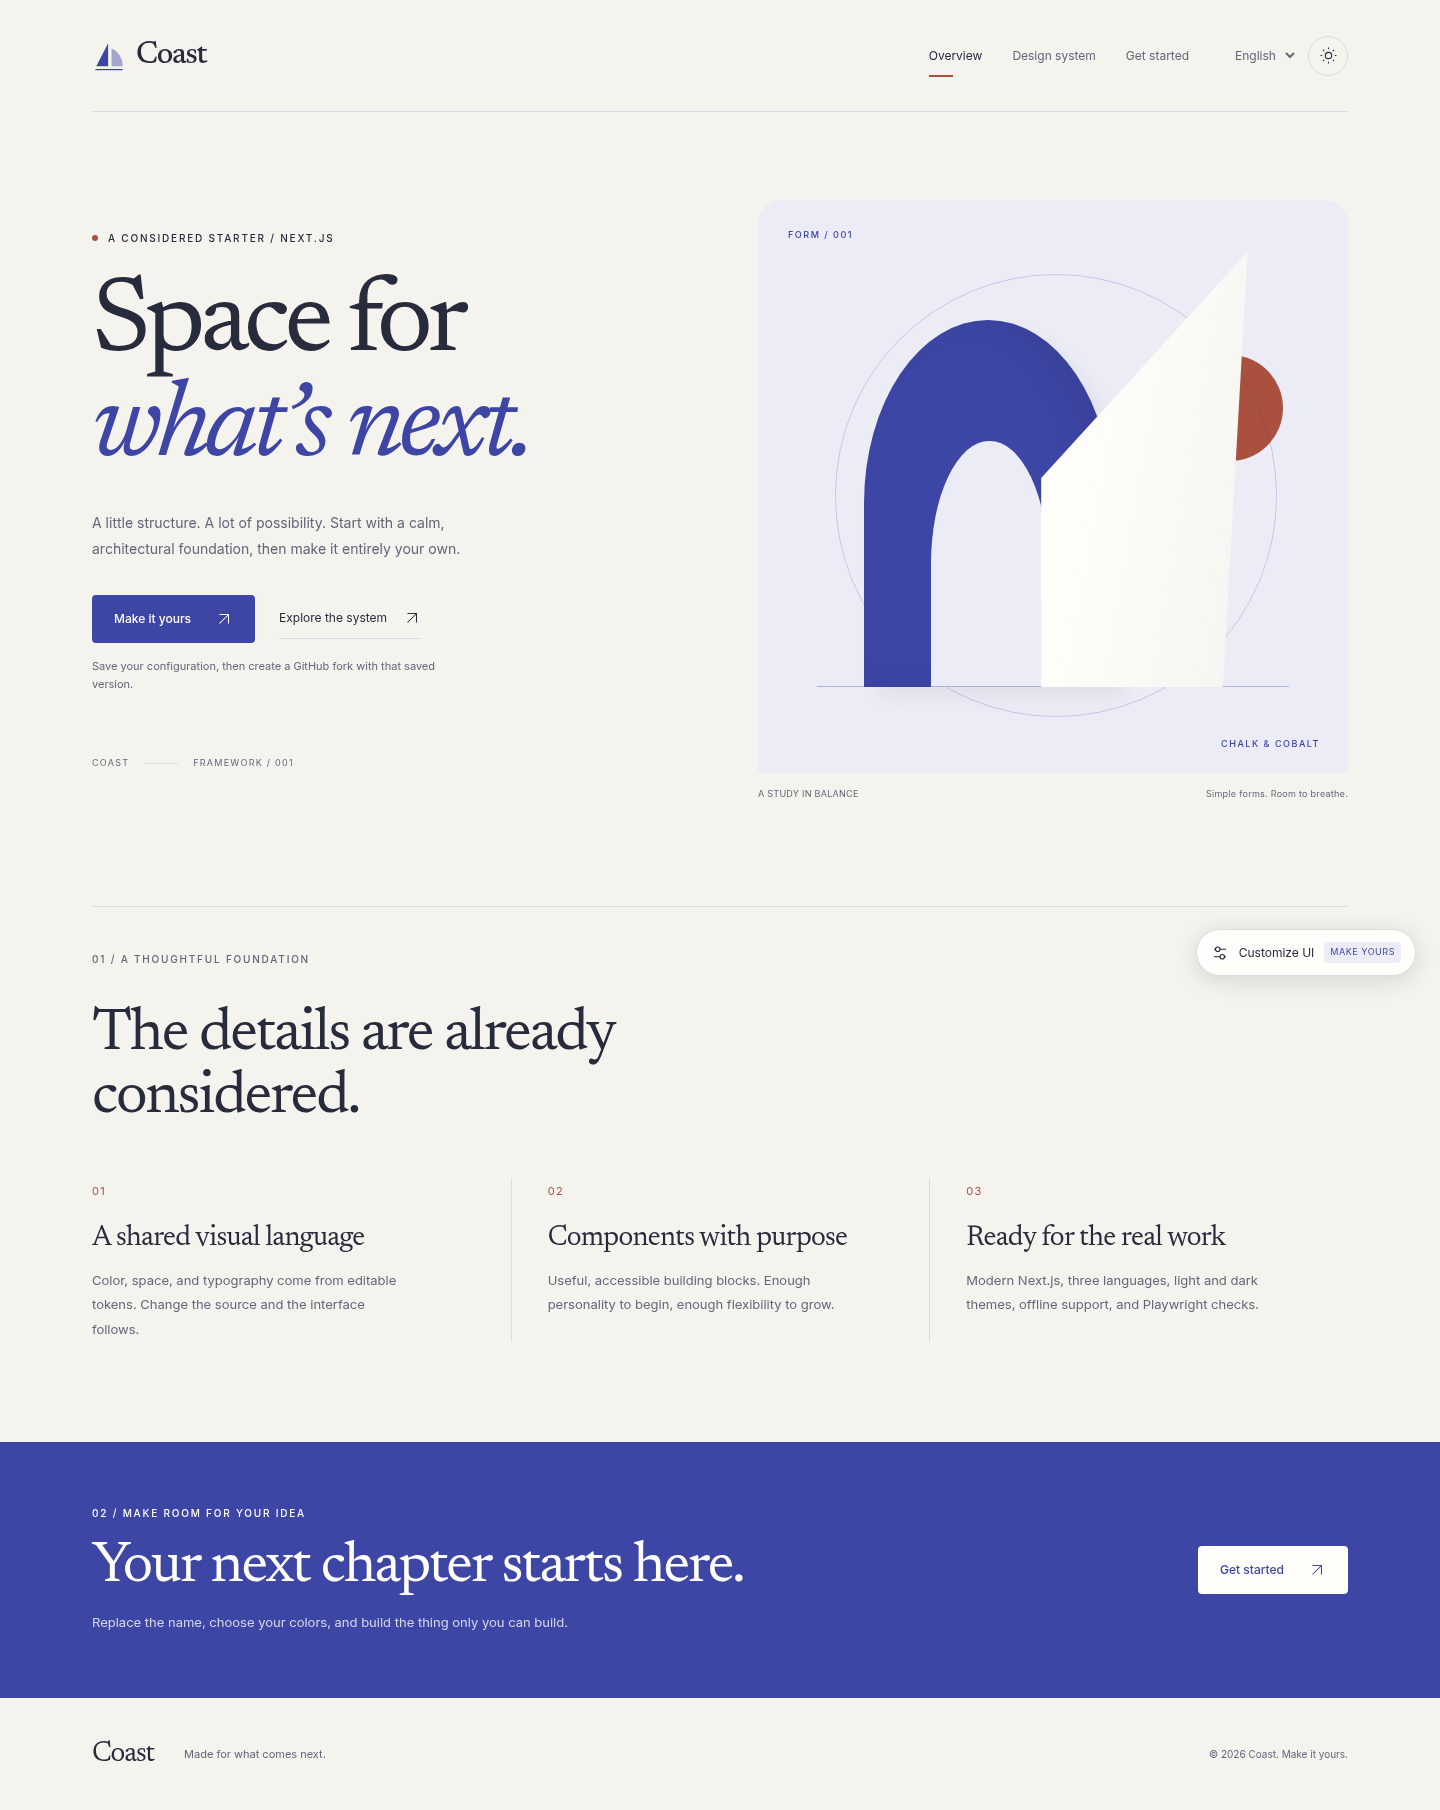 Coast
Overview
Design system
Get started
English
A CONSIDERED STARTER / NEXT.JS
Space for
what’s next.
A little structure. A lot of possibility. Start with a calm,
architectural foundation, then make it entirely your own.
Make it yours
Explore the system
Save your configuration, then create a GitHub fork with that saved
version.
COAST
FRAMEWORK / 001
FORM / 001
CHALK & COBALT
A STUDY IN BALANCE
Simple forms. Room to breathe.
01 / A THOUGHTFUL FOUNDATION
Customize UI
MAKE YOURS
The details are already
considered.
01
A shared visual language
Color, space, and typography come from editable
tokens. Change the source and the interface
follows.
02
Components with purpose
Useful, accessible building blocks. Enough
personality to begin, enough flexibility to grow.
03
Ready for the real work
Modern Next.js, three languages, light and dark
themes, offline support, and Playwright checks.
02 / MAKE ROOM FOR YOUR IDEA
Your next chapter starts here.
Replace the name, choose your colors, and build the thing only you can build.
Get started
Coast
Made for what comes next.
© 2026 Coast. Make it yours.